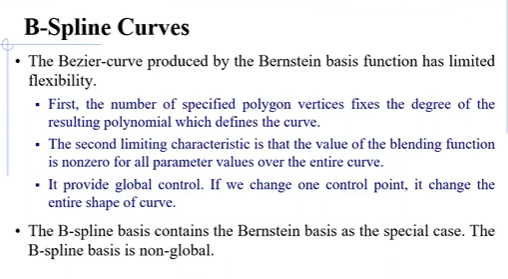 B-Spline Curves
• The Bezier-curve produced by the Bernstein basis function has limited
flexibility.
▪ First, the number of specified polygon vertices fixes the degree of the
resulting polynomial which defines the curve.
▪ The second limiting characteristic is that the value of the blending function
is nonzero for all parameter values over the entire curve.
▪ It provide global control. If we change one control point, it change the
entire shape of curve.
• The B-spline basis contains the Bernstein basis as the special case. The
B-spline basis is non-global.